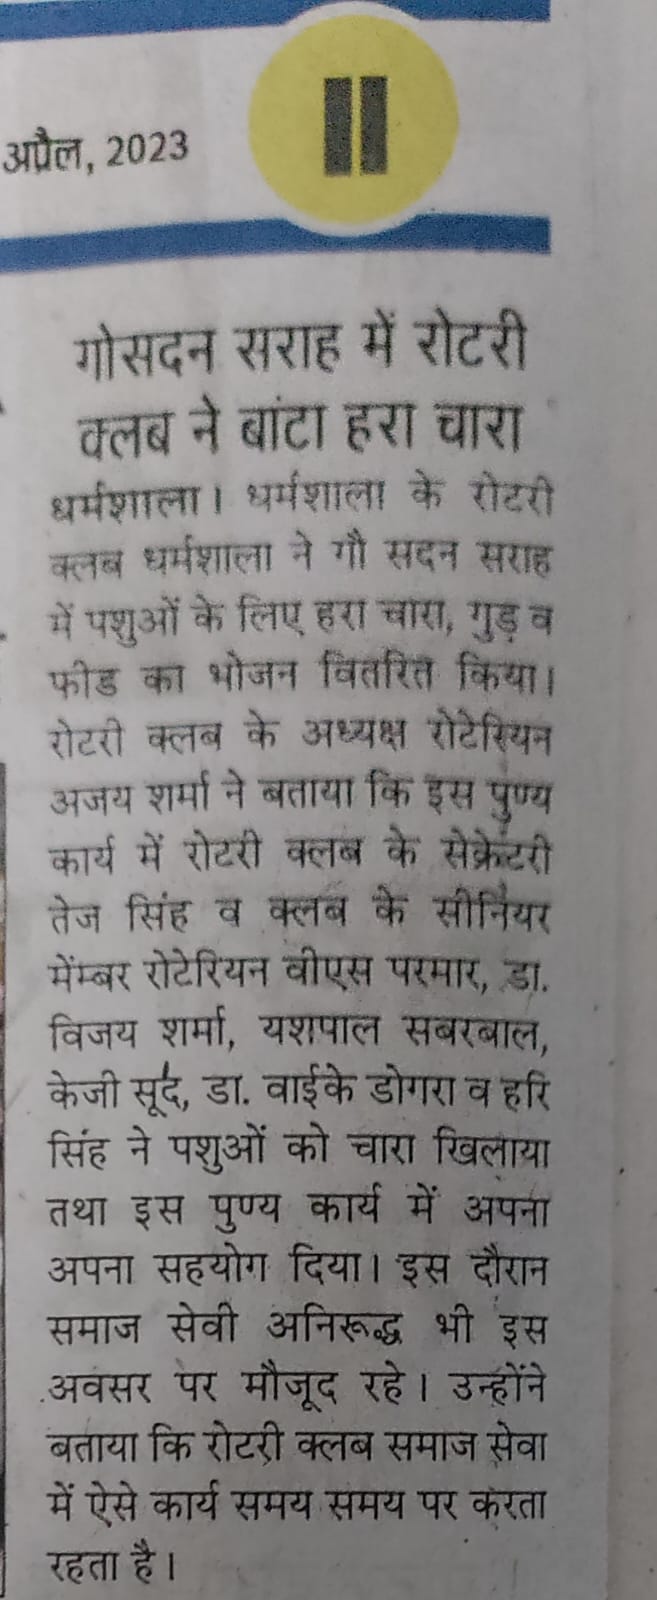 अप्रैल, 2023
II
गोसदन सराह में रोटरी
क्लब ने बांटा हरा चारा
धर्मशाला। धर्मशाला के रोटरी
क्लब धर्मशाला ने गौ सदन सराह
में पशुओं के लिए हरा चारा, गुड़ व
फीड का भोजन वितरित किया।
रोटरी क्लब के अध्यक्ष रोटेरियन
अजय शर्मा ने बताया कि इस पुण्य
कार्य में रोटरी क्लब के सेक्रेटरी
तेज सिंह व क्लब के सीनियर
मेंम्बर रोटेरियन वीएस परमार, डा.
विजय शर्मा, यशपाल सबरबाल,
केजी सूद, डा. वाईके डोगरा व हरि
सिंह ने पशुओं को चारा खिलाया
तथा इस पुण्य कार्य में अपना
अपना सहयोग दिया। इस दौरान
समाज सेवी अनिरूद्ध भी इस
अवसर पर मौजूद रहे। उन्होंने
बताया कि रोटरी क्लब समाज सेवा
में ऐसे कार्य समय समय पर करता
रहता है।